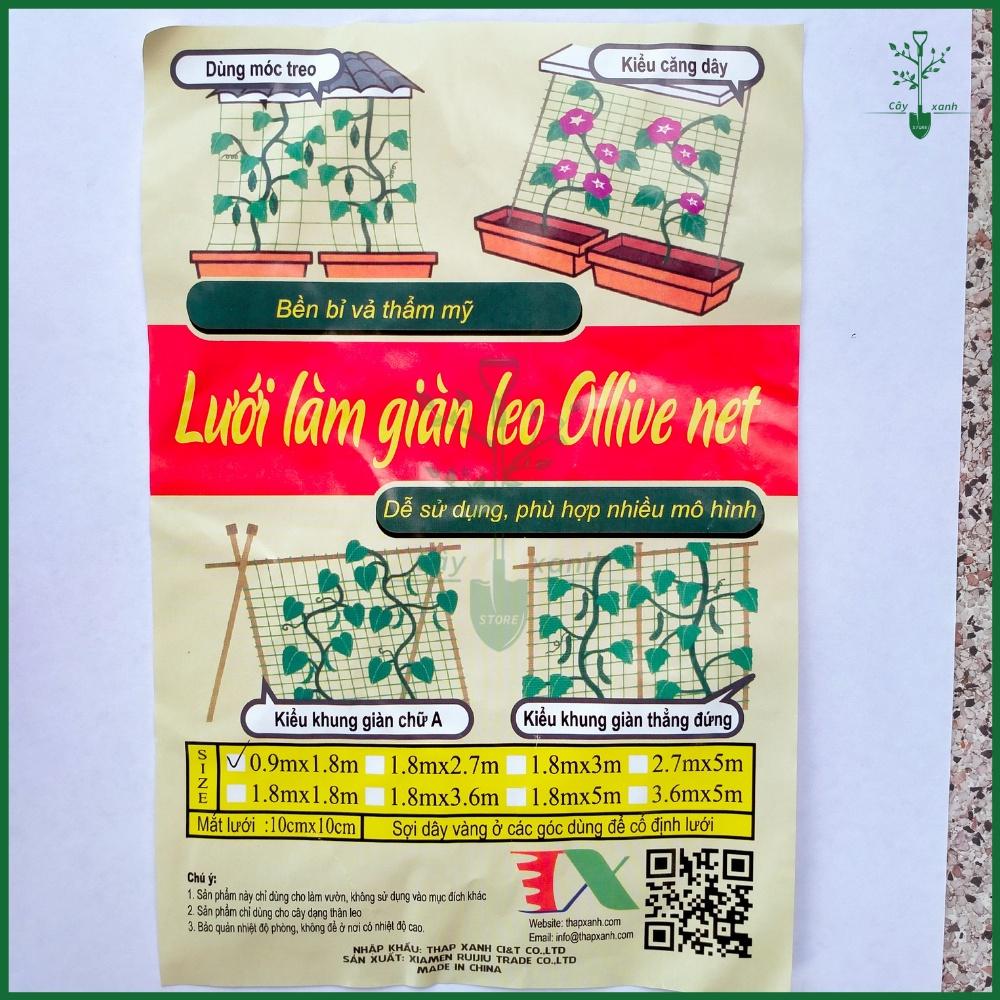 Dùng móc treo
Kiểu căng dây
Cây xanh
STORE
Bền bỉ vả thẩm mỹ
Lưới làm giàn leo Ollive net
Dễ sử dụng, phù hợp nhiều mô hình
Cây xanh
STORE
Kiểu khung giàn chữ A
Kiểu khung giàn thẳng đứng
SIZE
0.9mx1.8m 1.8mx2.7m 1.8mx3m 2.7mx5m
1.8mx1.8m 1.8mx3.6m 1.8mx5m 3.6mx5m
Mắt lưới :10cmx10cm Sợi dây vàng ở các góc dùng để cố định lưới
TX
Chú ý:
1. Sản phẩm này chỉ dùng cho làm vườn, không sử dụng vào mục đích khác
2. Sản phẩm chỉ dùng cho cây dạng thân leo
3. Bảo quản nhiệt độ phòng, không để ở nơi có nhiệt độ cao.
Website: thapxanh.com
Email: info@thapxanh.com
NHẬP KHẨU: THAP XANH CI&T CO.,LTD
SẢN XUẤT: XIAMEN RUIJIU TRADE CO.,LTD
MADE IN CHINA